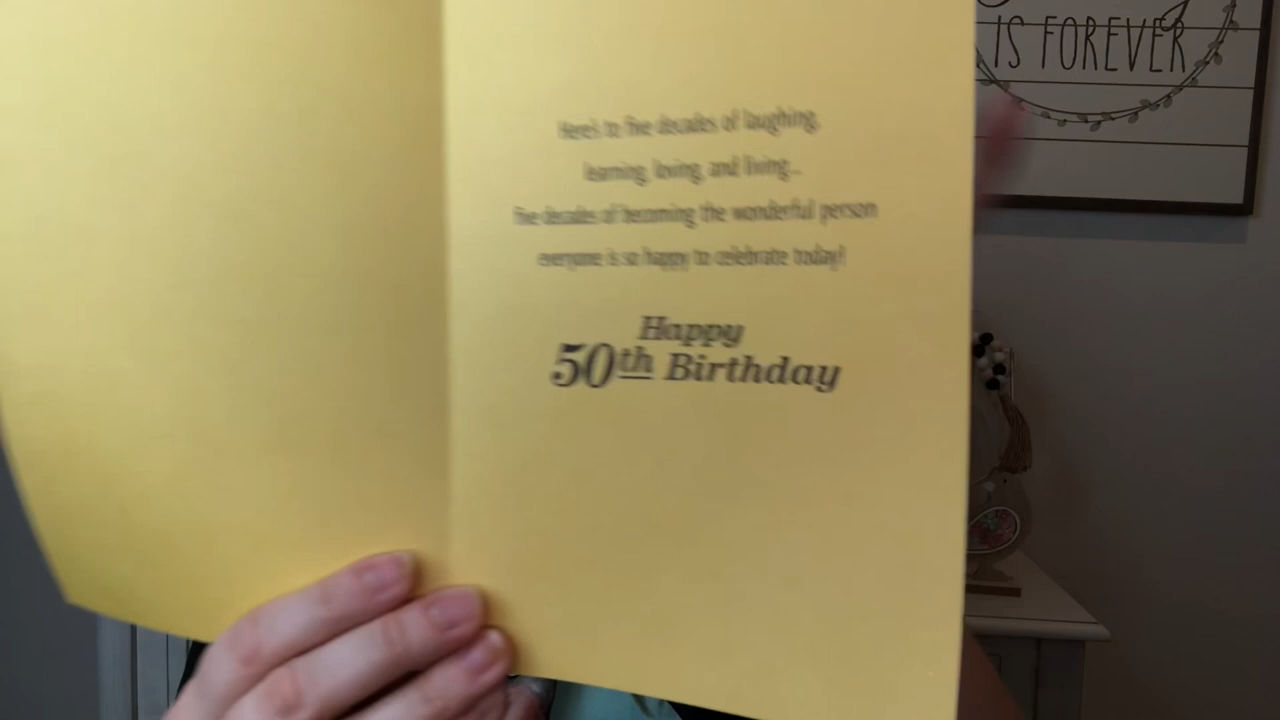 IS FOREVER
Here's to five decades of laughing,
learning, loving, and living...
Five decades of becoming the wonderful person
everyone is so happy to celebrate today!
Happy
50th Birthday